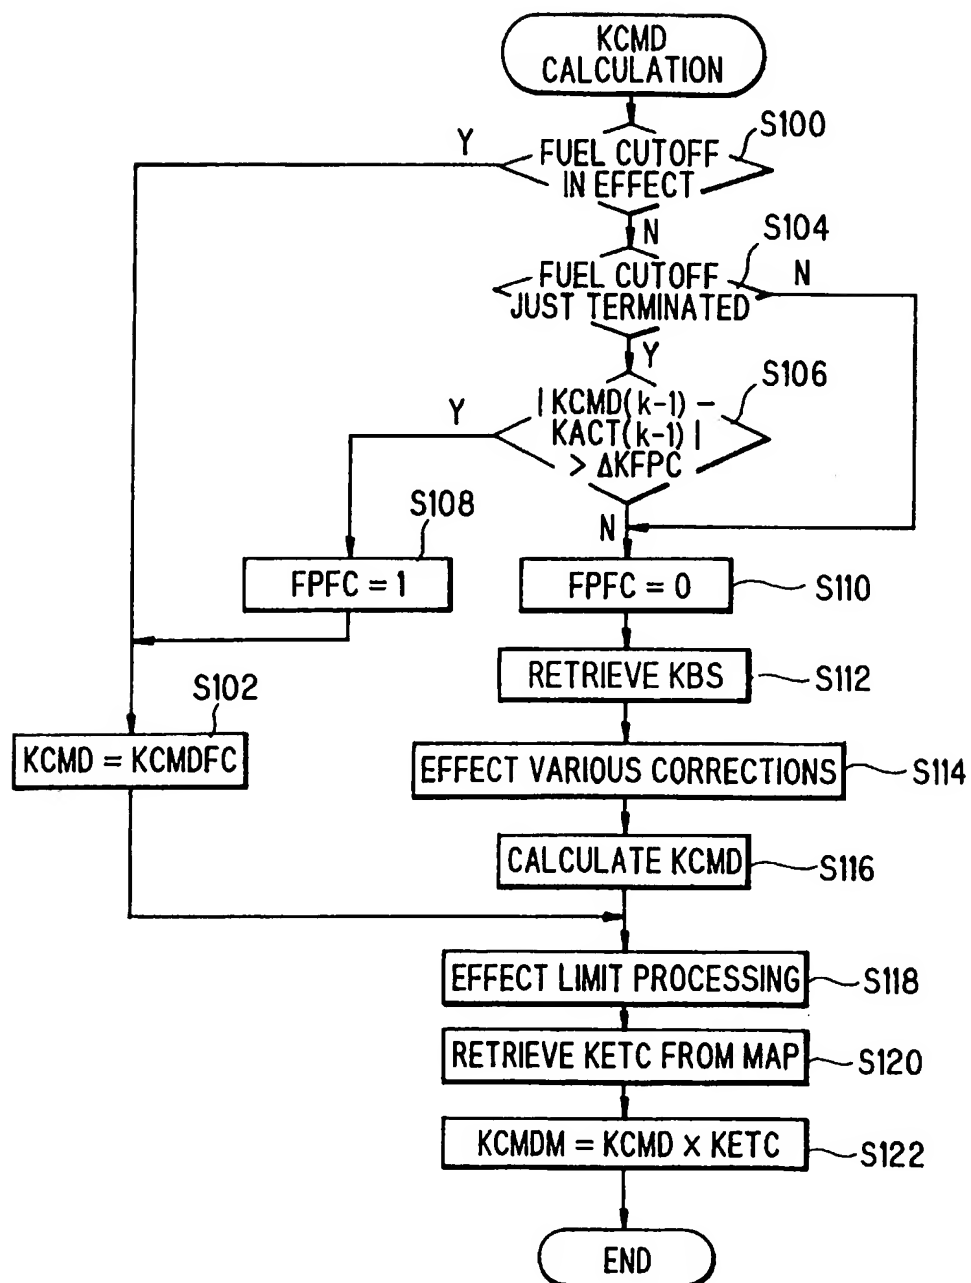 KCMD
CALCULATION
S100
Y
FUEL CUTOFF
IN EFFECT
N
S104
FUEL CUTOFF
JUST TERMINATED
N
Y
S106
|KCMD(k-1) -
KACT(k-1)|
> ΔKFPC
Y
N
S108
FPFC = 1
FPFC = 0
S110
RETRIEVE KBS
S112
S102
KCMD = KCMDFC
EFFECT VARIOUS CORRECTIONS
S114
CALCULATE KCMD
S116
EFFECT LIMIT PROCESSING
S118
RETRIEVE KETC FROM MAP
S120
KCMDM = KCMD x KETC
S122
END